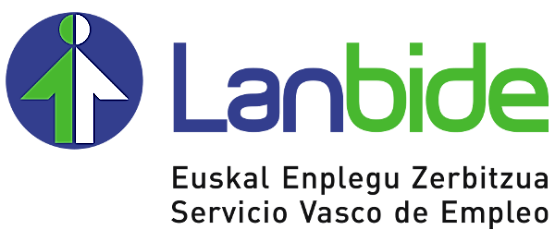 Lanbide
Euskal Enplegu Zerbitzua
Servicio Vasco de Empleo